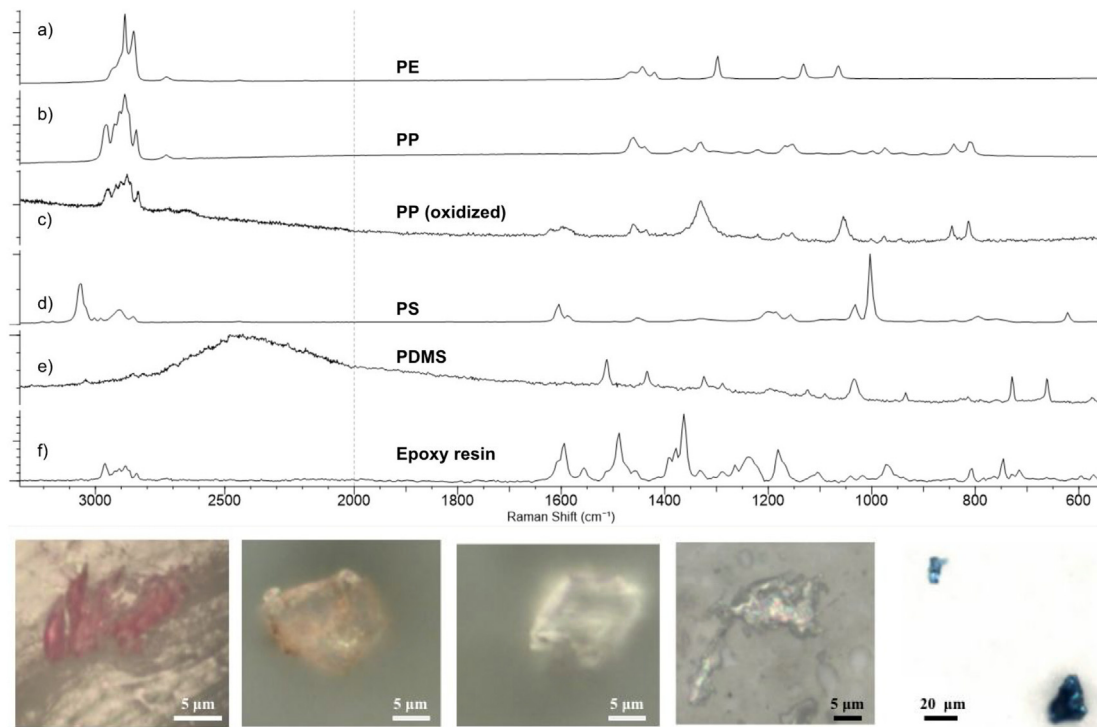 a)
PE
b)
PP
c)
PP (oxidized)
d)
PS
e)
PDMS
f)
Epoxy resin
3000 2500 2000 1800 1600 1400 1200 1000 800 600
Raman Shift (cm⁻¹)
5 µm 5 µm 5 µm 5 µm 20 µm